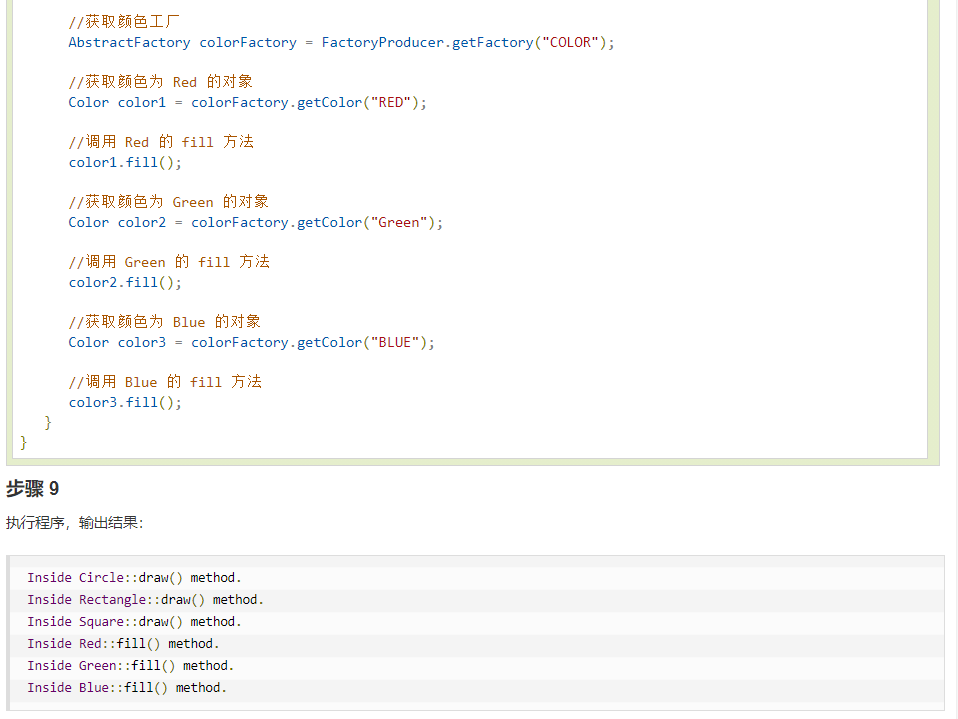 //获取颜色工厂
AbstractFactory colorFactory = FactoryProducer.getFactory("COLOR");
//获取颜色为 Red 的对象
Color color1 = colorFactory.getColor("RED");
//调用 Red 的 fill 方法
color1.fill();
//获取颜色为 Green 的对象
Color color2 = colorFactory.getColor("Green");
//调用 Green 的 fill 方法
color2.fill();
//获取颜色为 Blue 的对象
Color color3 = colorFactory.getColor("BLUE");
//调用 Blue 的 fill 方法
color3.fill();
}
}
步骤 9
执行程序，输出结果：
Inside Circle::draw() method.
Inside Rectangle::draw() method.
Inside Square::draw() method.
Inside Red::fill() method.
Inside Green::fill() method.
Inside Blue::fill() method.